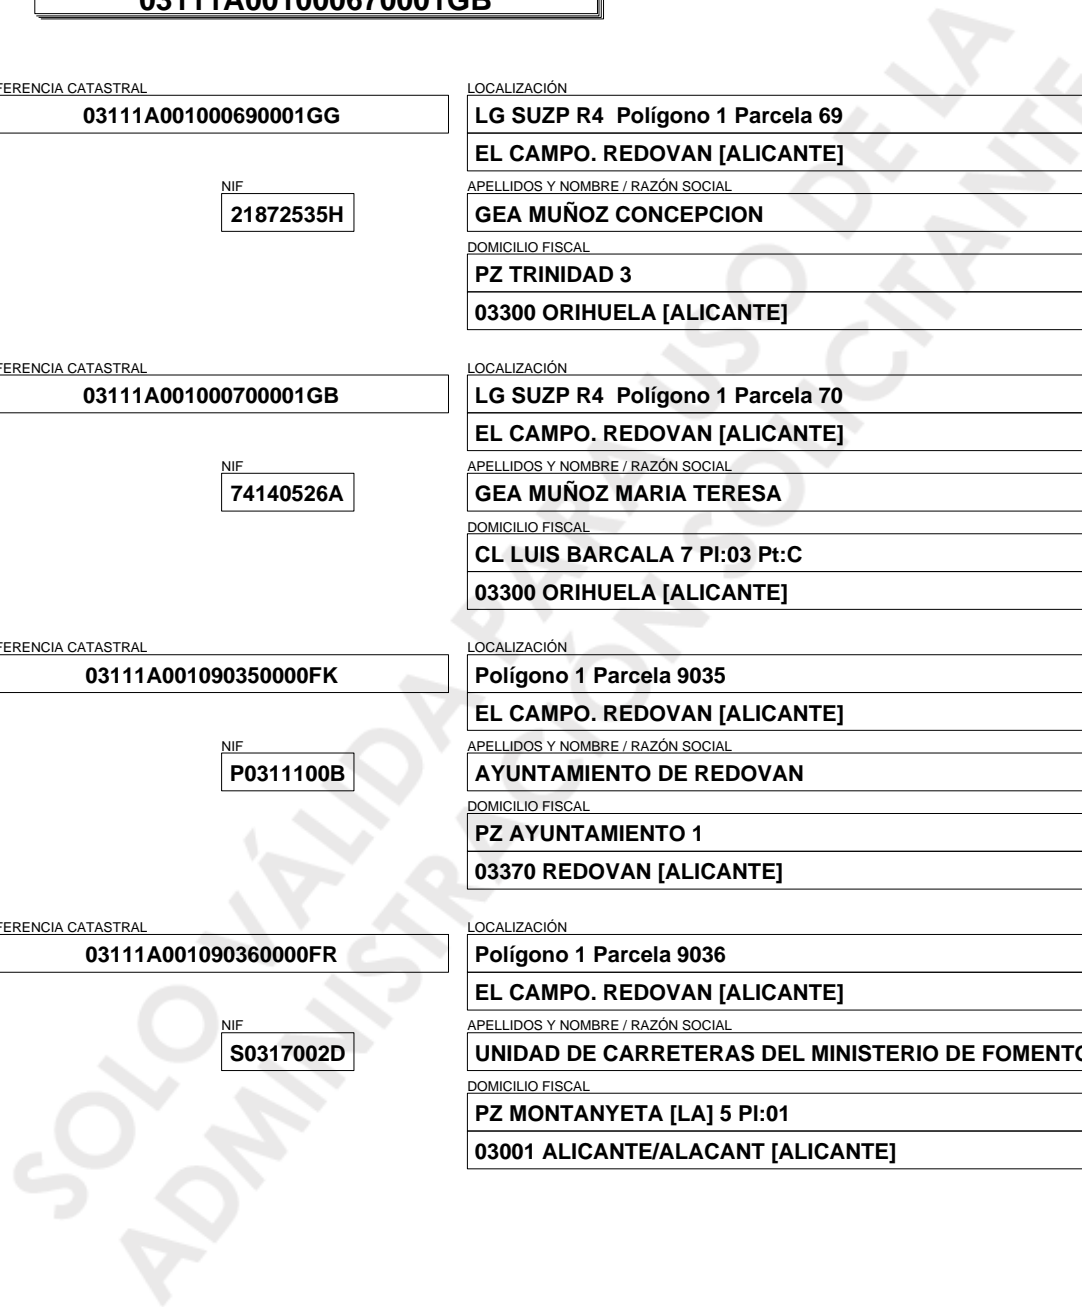 03111A001000670001GB
FERENCIA CATASTRAL LOCALIZACIÓN
03111A001000690001GG LG SUZP R4 Polígono 1 Parcela 69
EL CAMPO. REDOVAN [ALICANTE]
NIF APELLIDOS Y NOMBRE / RAZÓN SOCIAL
21872535H GEA MUÑOZ CONCEPCION
DOMICILIO FISCAL
PZ TRINIDAD 3
03300 ORIHUELA [ALICANTE]
FERENCIA CATASTRAL LOCALIZACIÓN
03111A001000700001GB LG SUZP R4 Polígono 1 Parcela 70
EL CAMPO. REDOVAN [ALICANTE]
NIF APELLIDOS Y NOMBRE / RAZÓN SOCIAL
74140526A GEA MUÑOZ MARIA TERESA
DOMICILIO FISCAL
CL LUIS BARCALA 7 Pl:03 Pt:C
03300 ORIHUELA [ALICANTE]
FERENCIA CATASTRAL LOCALIZACIÓN
03111A001090350000FK Polígono 1 Parcela 9035
EL CAMPO. REDOVAN [ALICANTE]
NIF APELLIDOS Y NOMBRE / RAZÓN SOCIAL
P0311100B AYUNTAMIENTO DE REDOVAN
DOMICILIO FISCAL
PZ AYUNTAMIENTO 1
03370 REDOVAN [ALICANTE]
FERENCIA CATASTRAL LOCALIZACIÓN
03111A001090360000FR Polígono 1 Parcela 9036
EL CAMPO. REDOVAN [ALICANTE]
NIF APELLIDOS Y NOMBRE / RAZÓN SOCIAL
S0317002D UNIDAD DE CARRETERAS DEL MINISTERIO DE FOMENTO
DOMICILIO FISCAL
PZ MONTANYETA [LA] 5 Pl:01
03001 ALICANTE/ALACANT [ALICANTE]
SOLO VÁLIDA PARA USO DE LA
ADMINISTRACIÓN SOLICITANTE